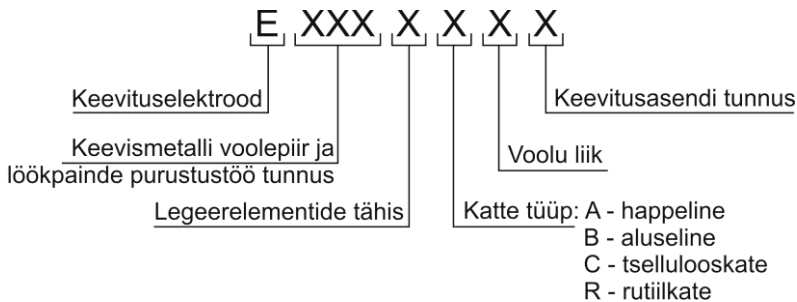 E XXX X X X X
Keevituselektrood
Keevitusasendi tunnus
Keevismetalli voolepiir ja
löökpainde purustustöö tunnus
Voolu liik
Legeerelementide tähis
Katte tüüp: A - happeline
B - aluseline
C - tsellulooskate
R - rutiilkate